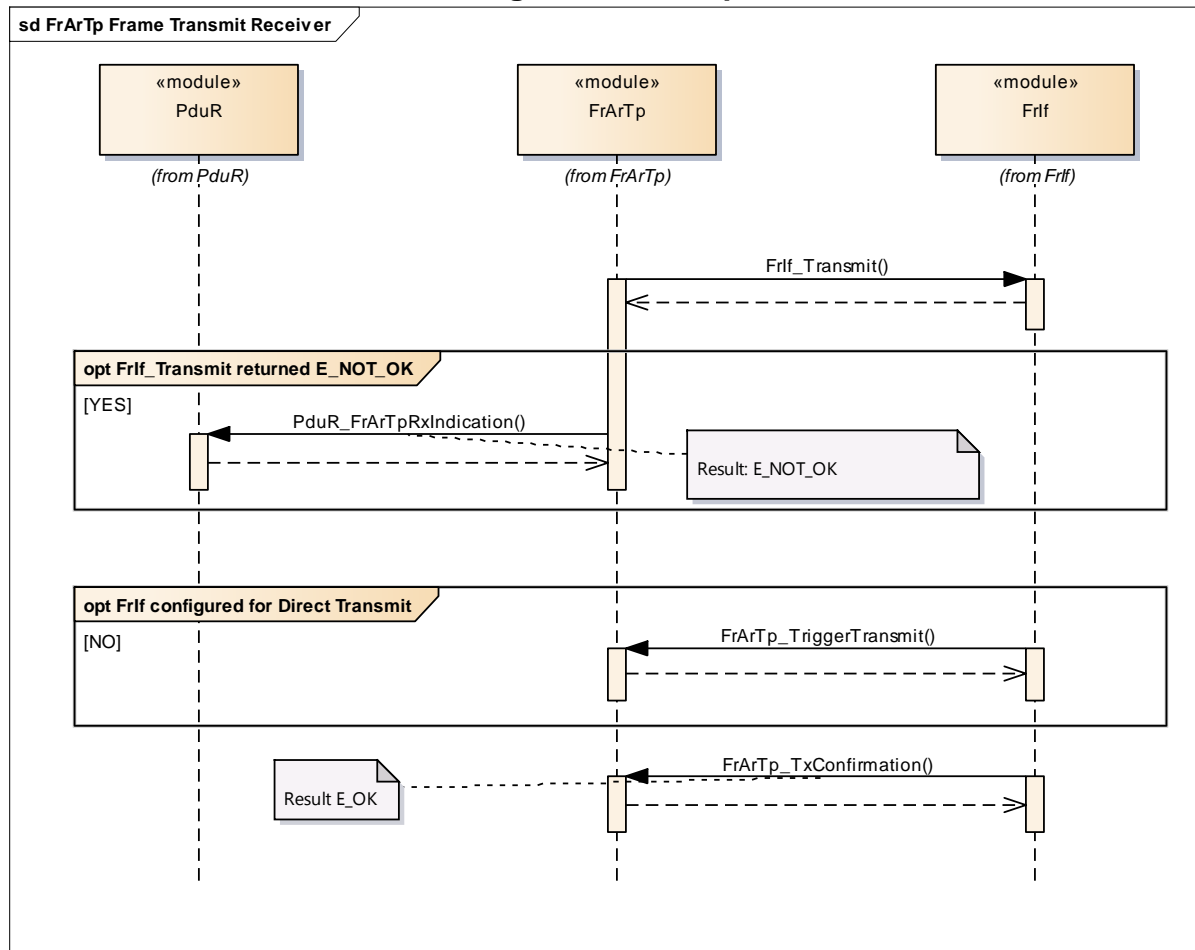 sd FrArTp Frame Transmit Receiver
«module»
PduR
(from PduR)
«module»
FrArTp
(from FrArTp)
«module»
FrIf
(from FrIf)
FrIf_Transmit()
opt FrIf_Transmit returned E_NOT_OK
[YES]
PduR_FrArTpRxIndication()
Result: E_NOT_OK
opt FrIf configured for Direct Transmit
[NO]
FrArTp_TriggerTransmit()
FrArTp_TxConfirmation()
Result E_OK